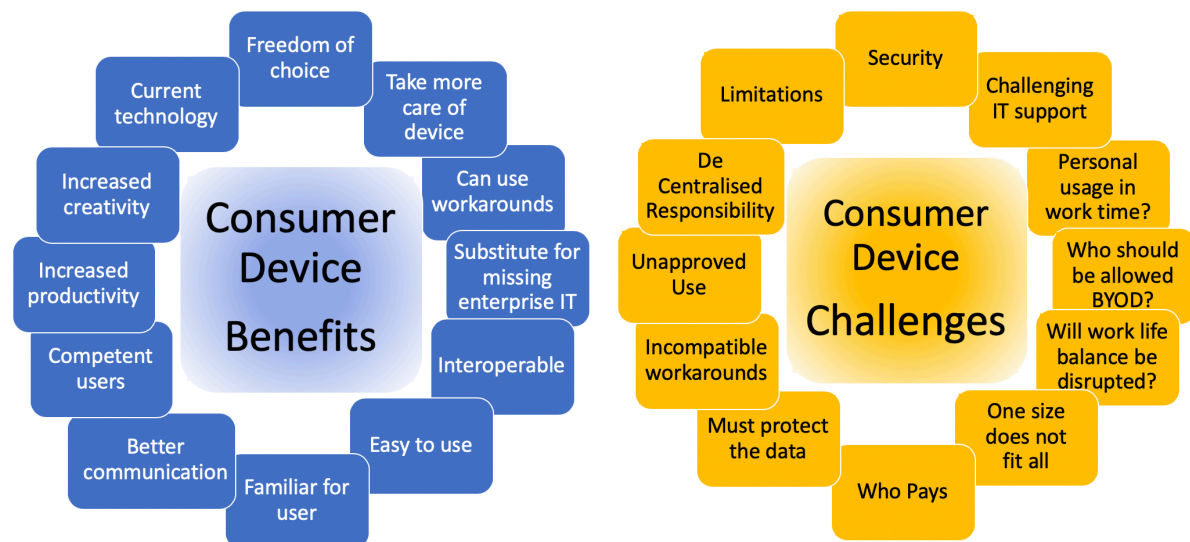 Consumer
Device
Benefits
Freedom of
choice
Take more
care of
device
Can use
workarounds
Substitute for
missing
enterprise IT
Interoperable
Easy to use
Familiar for
user
Better
communication
Competent
users
Increased
productivity
Increased
creativity
Current
technology
Consumer
Device
Challenges
Security
Challenging
IT support
Personal
usage in
work time?
Who should
be allowed
BYOD?
Will work life
balance be
disrupted?
One size
does not
fit all
Who Pays
Must protect
the data
Incompatible
workarounds
Unapproved
Use
De
Centralised
Responsibility
Limitations